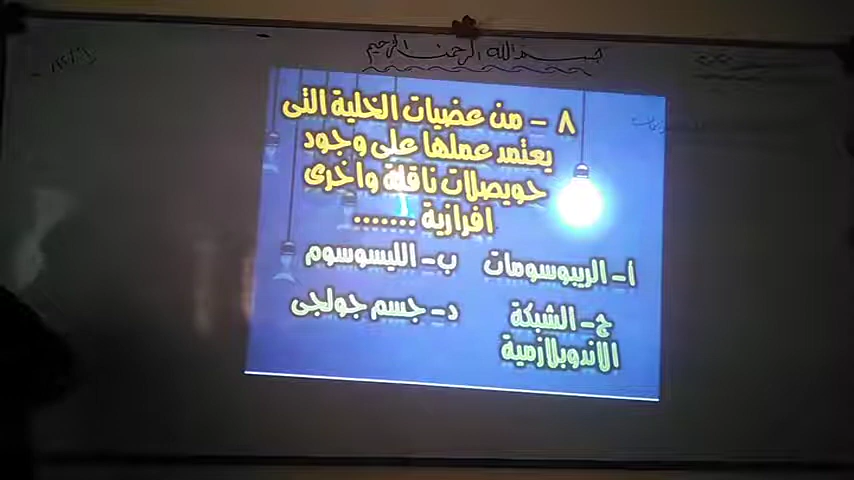 بسم الله الرحمن الرحيم
٨ – من عضيات الخلية التى
يعتمد عملها على وجود
حويصلات ناقلة واخرى
افرازية .......
أ– الريبوسومات
ب– الليسوسوم
ج– الشبكة
الاندوبلازمية
د– جسم جولجى